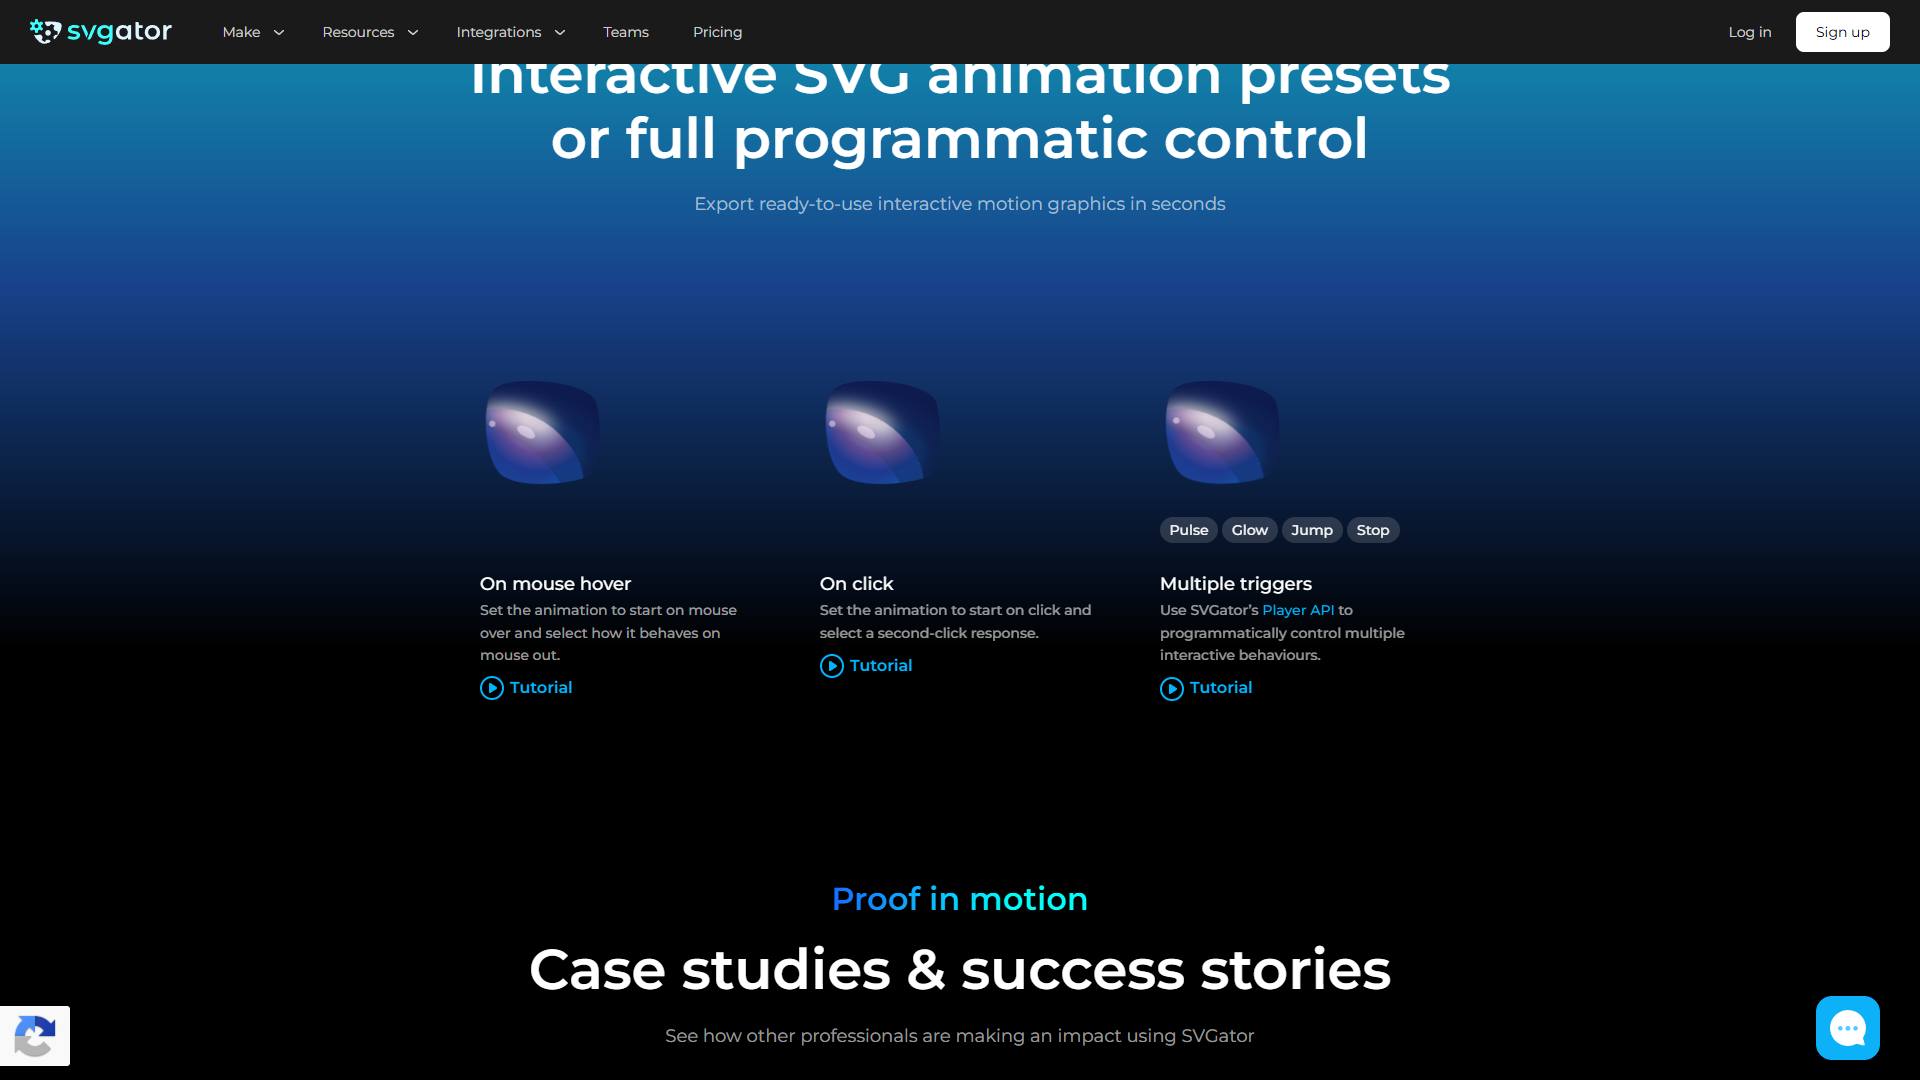 svgator
Make
Resources
Integrations
Teams
Pricing
Log in
Sign up
Interactive SVG animation presets
or full programmatic control
Export ready-to-use interactive motion graphics in seconds
Pulse
Glow
Jump
Stop
On mouse hover
Set the animation to start on mouse
over and select how it behaves on
mouse out.
Tutorial
On click
Set the animation to start on click and
select a second-click response.
Tutorial
Multiple triggers
Use SVGator’s Player API to
programmatically control multiple
interactive behaviours.
Tutorial
Proof in motion
Case studies & success stories
See how other professionals are making an impact using SVGator